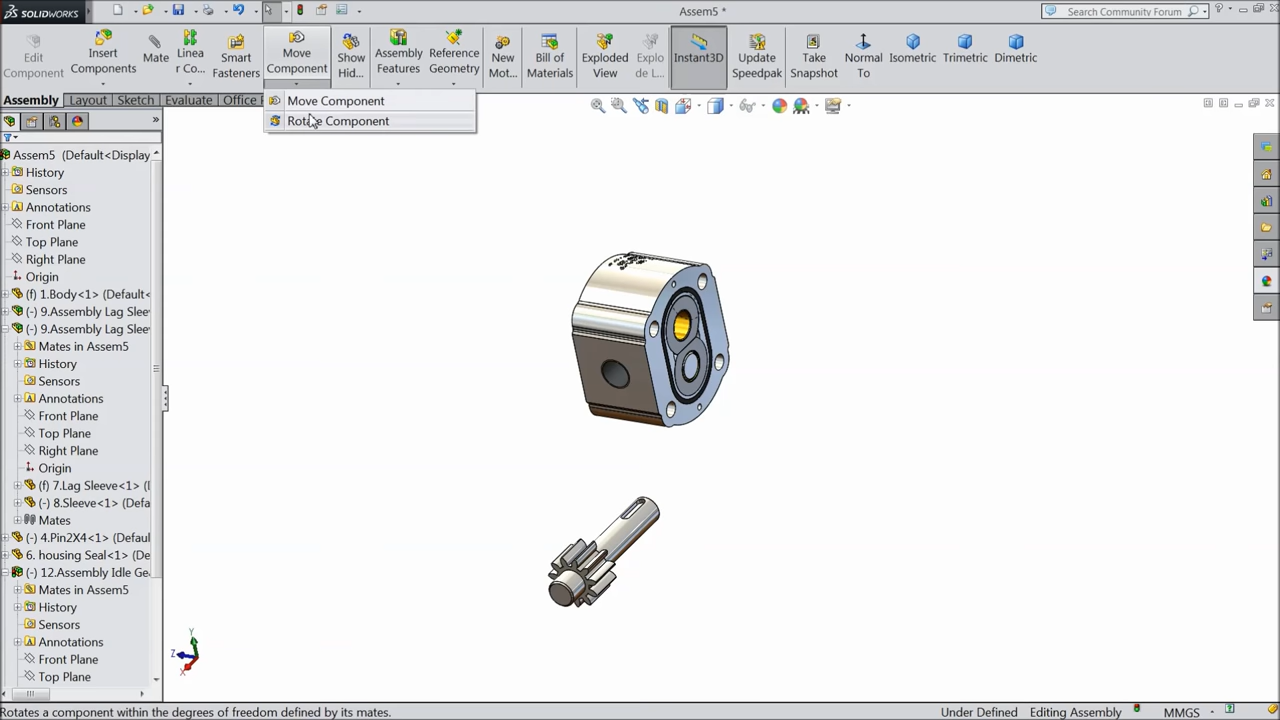 SOLIDWORKS
Assem5 *
Search Community Forum
Edit Component
Insert Components
Mate
Linea r Co...
Smart Fasteners
Move Component
Show Hid...
Assembly Features
Reference Geometry
New Mot...
Bill of Materials
Exploded View
Explo de L...
Instant3D
Update Speedpak
Take Snapshot
Normal To
Isometric
Trimetric
Dimetric
Assembly
Layout
Sketch
Evaluate
Office P
Move Component
Rotate Component
Assem5 (Default<Display
History
Sensors
Annotations
Front Plane
Top Plane
Right Plane
Origin
(f) 1.Body<1> (Default<
(-) 9.Assembly Lag Sleev
(-) 9.Assembly Lag Sleev
Mates in Assem5
History
Sensors
Annotations
Front Plane
Top Plane
Right Plane
Origin
(f) 7.Lag Sleeve<1> (
(-) 8.Sleeve<1> (Defa
Mates
(-) 4.Pin2X4<1> (Defaul
6. housing Seal<1> (Def
(-) 12.Assembly Idle Gea
Mates in Assem5
History
Sensors
Annotations
Front Plane
Top Plane
Y
Z
X
Rotates a component within the degrees of freedom defined by its mates.
Under Defined
Editing Assembly
MMGS